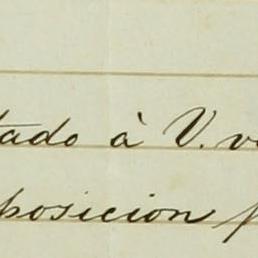 tado à V. v
posicion p